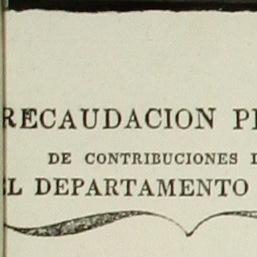 RECAUDACION
DE CONTRIBUCIONES
DEPARTAMENTO